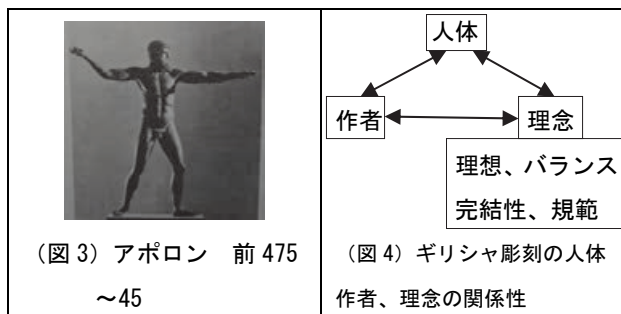 （図 3）アポロン　前 475
～45
人体
作者
理念
理想、バランス
完結性、規範
（図 4）ギリシャ彫刻の人体
作者、理念の関係性